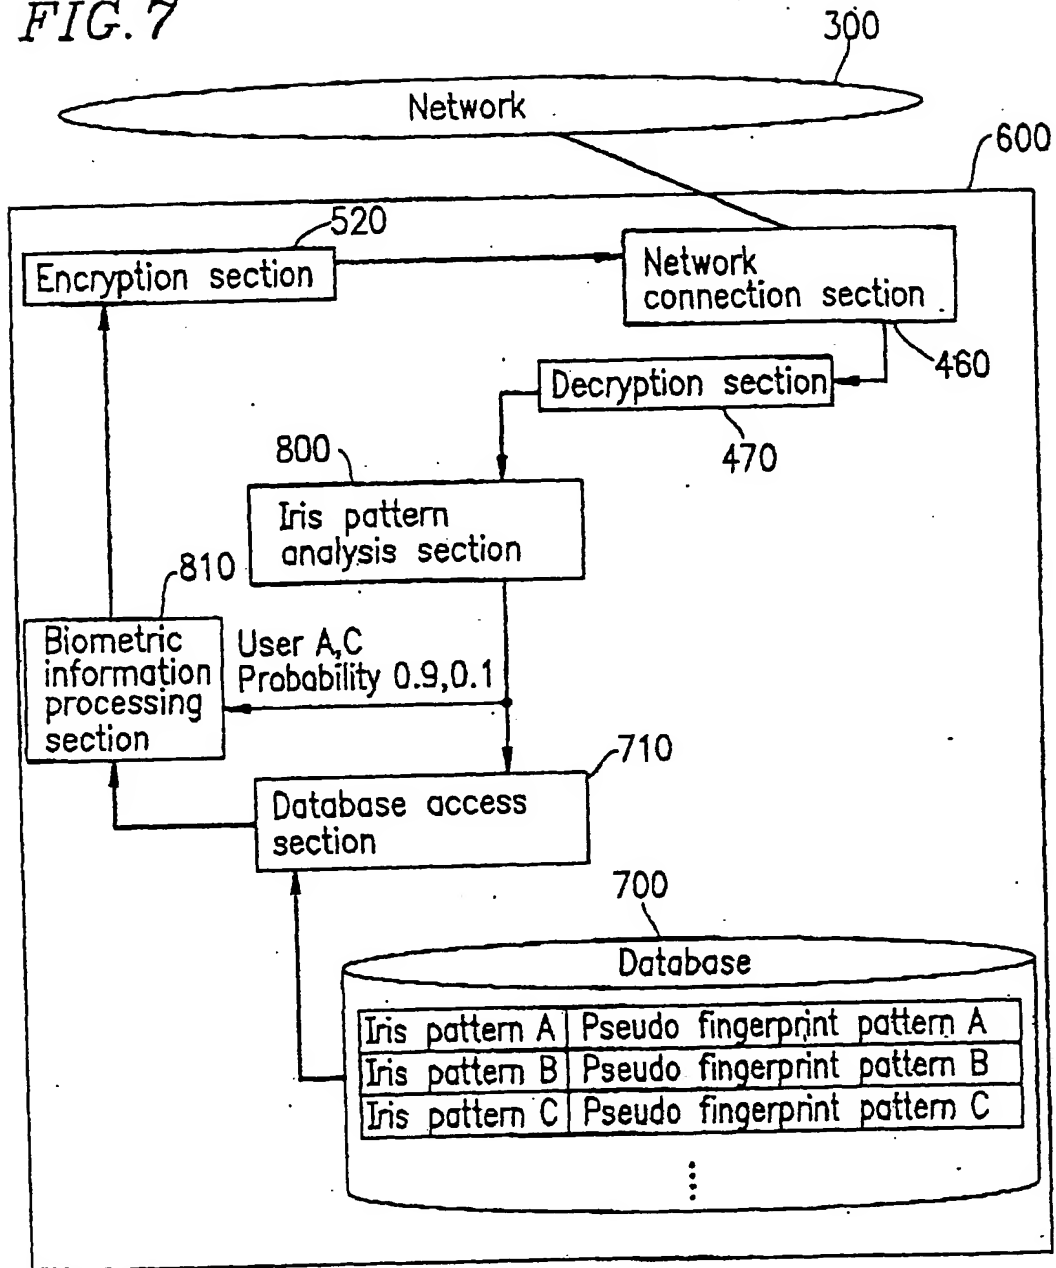 FIG. 7
300
Network
600
520
Encryption section
Network
connection section
460
Decryption section
470
800
Iris pattern
analysis section
810
Biometric
information
processing
section
User A,C
Probability 0.9,0.1
710
Database access
section
700
Database
Iris pattern A Pseudo fingerprint pattern A
Iris pattern B Pseudo fingerprint pattern B
Iris pattern C Pseudo fingerprint pattern C